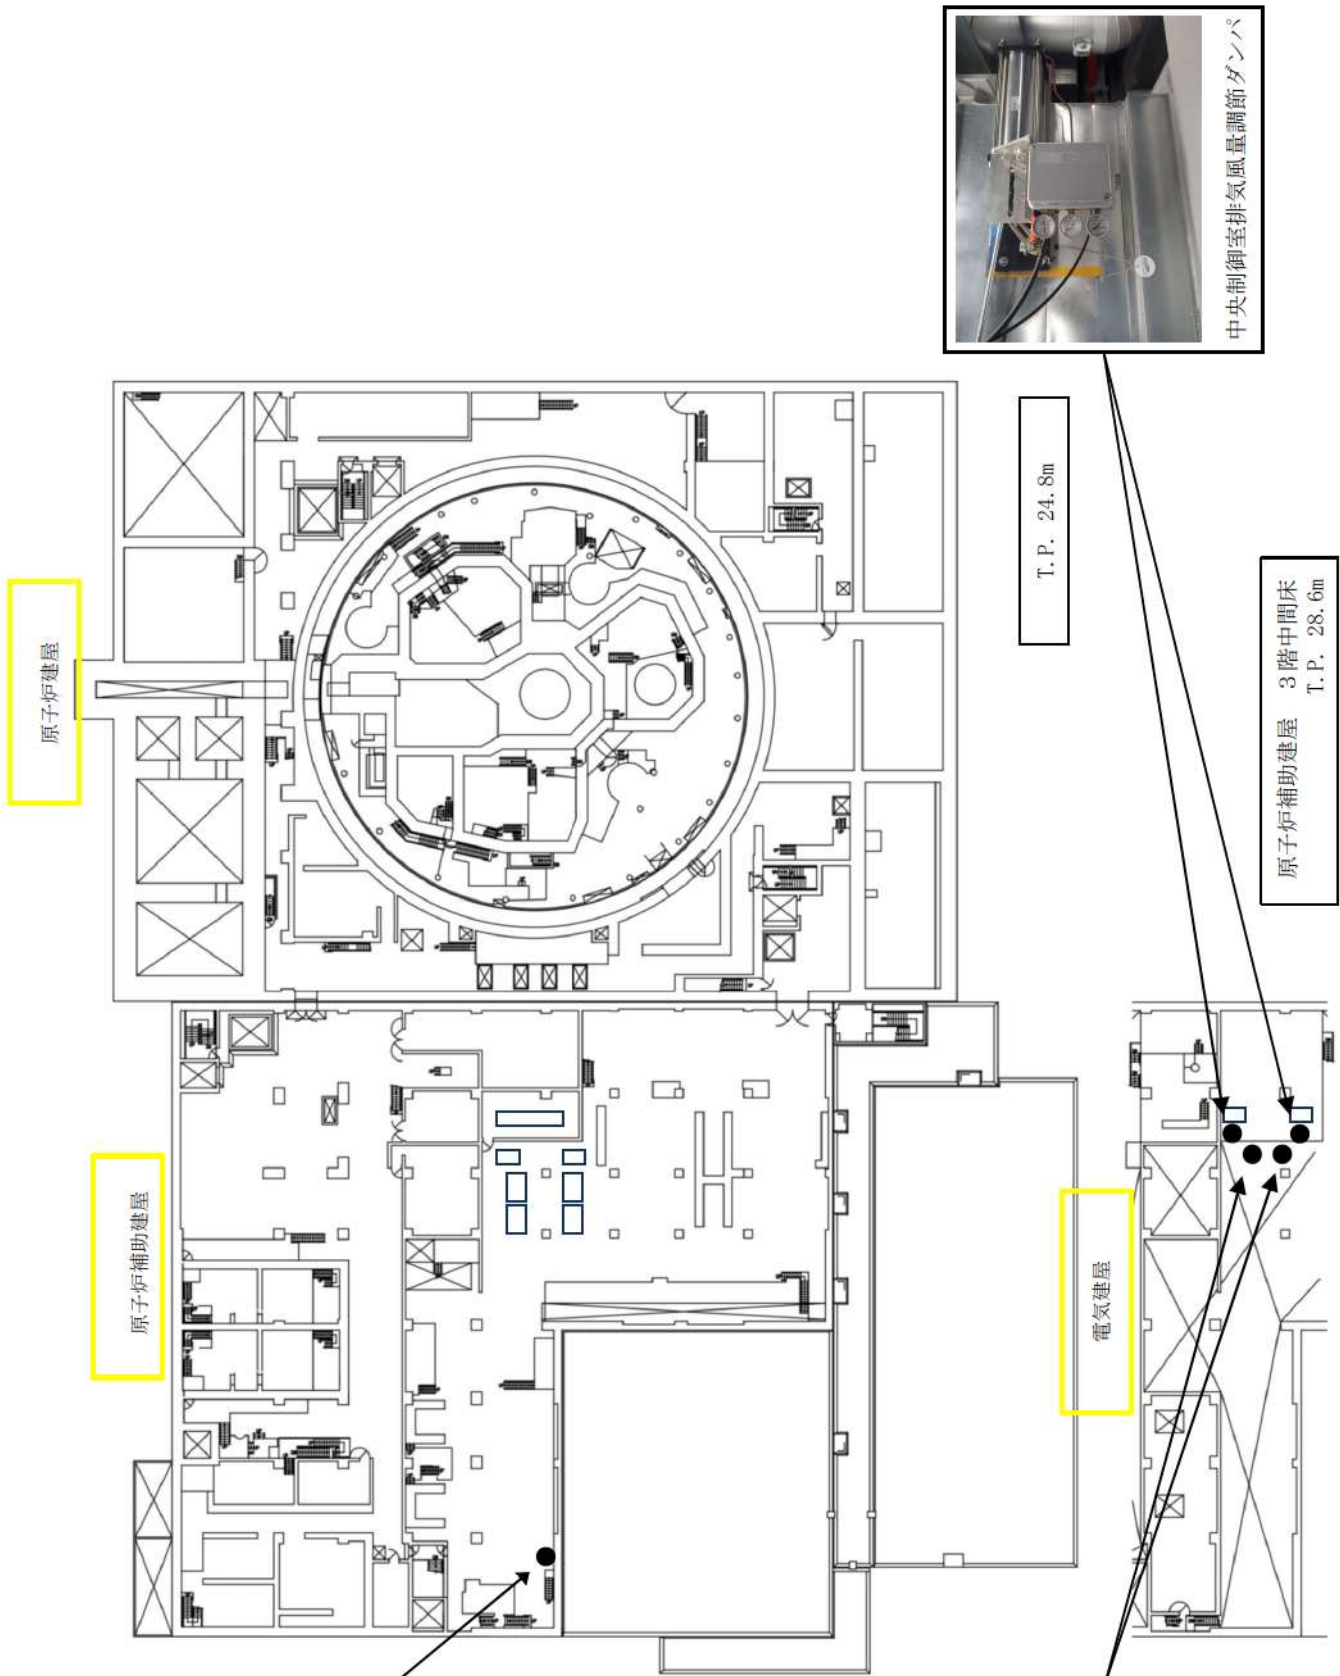 中央制御室排気風量調節ダンパ
T.P. 24.8m
原子炉補助建屋 3階中間床
T.P. 28.6m
原子炉建屋
原子炉補助建屋
電気建屋